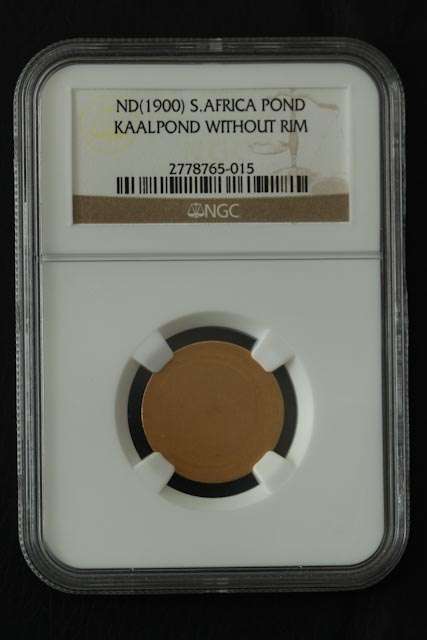 ND(1900) S.AFRICA POND
KAALPOND WITHOUT RIM
2778765-015
NGC